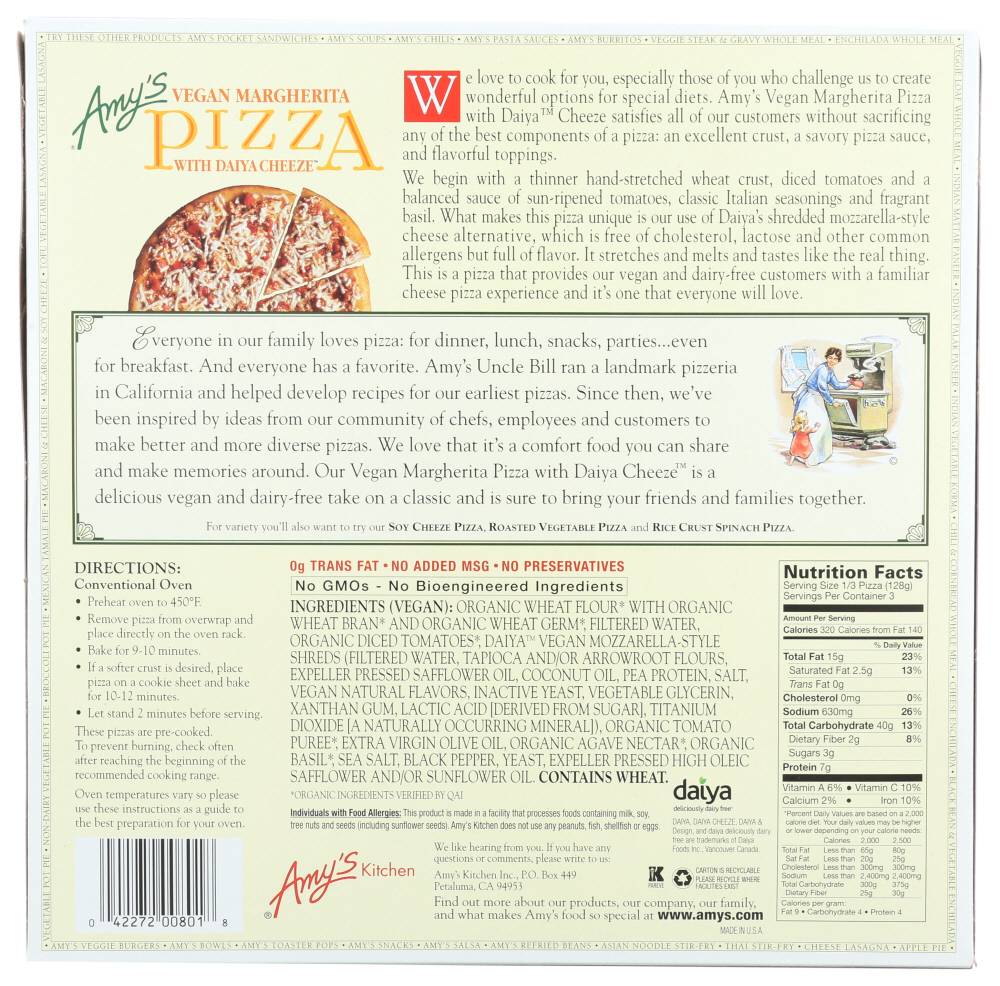 TRY THESE OTHER PRODUCTS: AMY'S POCKET SANDWICHES • AMY'S SOUPS • AMY'S CHILIS • AMY'S PASTA SAUCES • AMY'S BURRITOS • VEGGIE STEAK & GRAVY WHOLE MEAL • ENCHILADA WHOLE MEAL •
Amy's
VEGAN MARGHERITA
PIZZA
WITH DAIYA CHEEZE™
We love to cook for you, especially those of you who challenge us to create
wonderful options for special diets. Amy's Vegan Margherita Pizza
with Daiya™ Cheeze satisfies all of our customers without sacrificing
any of the best components of a pizza: an excellent crust, a savory pizza sauce,
and flavorful toppings.
We begin with a thinner hand-stretched wheat crust, diced tomatoes and a
balanced sauce of sun-ripened tomatoes, classic Italian seasonings and fragrant
basil. What makes this pizza unique is our use of Daiya's shredded mozzarella-style
cheese alternative, which is free of cholesterol, lactose and other common
allergens but full of flavor. It stretches and melts and tastes like the real thing.
This is a pizza that provides our vegan and dairy-free customers with a familiar
cheese pizza experience and it's one that everyone will love.
Everyone in our family loves pizza: for dinner, lunch, snacks, parties...even
for breakfast. And everyone has a favorite. Amy's Uncle Bill ran a landmark pizzeria
in California and helped develop recipes for our earliest pizzas. Since then, we've
been inspired by ideas from our community of chefs, employees and customers to
make better and more diverse pizzas. We love that it's a comfort food you can share
and make memories around. Our Vegan Margherita Pizza with Daiya Cheeze™ is a
delicious vegan and dairy-free take on a classic and is sure to bring your friends and families together.
©
For variety you'll also want to try our SOY CHEEZE PIZZA, ROASTED VEGETABLE PIZZA and RICE CRUST SPINACH PIZZA.
DIRECTIONS:
Conventional Oven
• Preheat oven to 450°F.
• Remove pizza from overwrap and
place directly on the oven rack.
• Bake for 9-10 minutes.
• If a softer crust is desired, place
pizza on a cookie sheet and bake
for 10-12 minutes.
• Let stand 2 minutes before serving.
These pizzas are pre-cooked.
To prevent burning, check often
after reaching the beginning of the
recommended cooking range.
Oven temperatures vary so please
use these instructions as a guide to
the best preparation for your oven.
0 42272 00801 8
0g TRANS FAT • NO ADDED MSG • NO PRESERVATIVES
No GMOs - No Bioengineered Ingredients
INGREDIENTS (VEGAN): ORGANIC WHEAT FLOUR* WITH ORGANIC
WHEAT BRAN* AND ORGANIC WHEAT GERM*, FILTERED WATER,
ORGANIC DICED TOMATOES*, DAIYA™ VEGAN MOZZARELLA-STYLE
SHREDS (FILTERED WATER, TAPIOCA AND/OR ARROWROOT FLOURS,
EXPELLER PRESSED SAFFLOWER OIL, COCONUT OIL, PEA PROTEIN, SALT,
VEGAN NATURAL FLAVORS, INACTIVE YEAST, VEGETABLE GLYCERIN,
XANTHAN GUM, LACTIC ACID [DERIVED FROM SUGAR], TITANIUM
DIOXIDE [A NATURALLY OCCURRING MINERAL]), ORGANIC TOMATO
PUREE*, EXTRA VIRGIN OLIVE OIL, ORGANIC AGAVE NECTAR*, ORGANIC
BASIL*, SEA SALT, BLACK PEPPER, YEAST, EXPELLER PRESSED HIGH OLEIC
SAFFLOWER AND/OR SUNFLOWER OIL. CONTAINS WHEAT.
*ORGANIC INGREDIENTS VERIFIED BY QAI
Individuals with Food Allergies: This product is made in a facility that processes foods containing milk, soy,
tree nuts and seeds (including sunflower seeds). Amy's Kitchen does not use any peanuts, fish, shellfish or eggs.
daiya
deliciously dairy free™
DAIYA, DAIYA CHEEZE, DAIYA &
Design, and daiya deliciously dairy
free are trademarks of Daiya
Foods Inc., Vancouver Canada.
Amy's Kitchen
®
We like hearing from you. If you have any
questions or comments, please write to us:
Amy's Kitchen Inc., P.O. Box 449
Petaluma, CA 94953
K
PAREVE
CARTON IS RECYCLABLE
PLEASE RECYCLE WHERE
FACILITIES EXIST
Find out more about our products, our company, our family,
and what makes Amy's food so special at www.amys.com
MADE IN U.S.A.
Nutrition Facts
Serving Size 1/3 Pizza (128g)
Servings Per Container 3
Amount Per Serving
Calories 320 Calories from Fat 140
% Daily Value
Total Fat 15g 23%
Saturated Fat 2.5g 13%
Trans Fat 0g
Cholesterol 0mg 0%
Sodium 630mg 26%
Total Carbohydrate 40g 13%
Dietary Fiber 2g 8%
Sugars 3g
Protein 7g
Vitamin A 6% • Vitamin C 10%
Calcium 2% • Iron 10%
*Percent Daily Values are based on a 2,000
calorie diet. Your daily values may be higher
or lower depending on your calorie needs:
Calories 2,000 2,500
Total Fat Less than 65g 80g
Sat Fat Less than 20g 25g
Cholesterol Less than 300mg 300mg
Sodium Less than 2,400mg 2,400mg
Total Carbohydrate 300g 375g
Dietary Fiber 25g 30g
Calories per gram:
Fat 9 • Carbohydrate 4 • Protein 4
VEGGIE LOAF WHOLE MEAL • INDIAN MATTAR PANEER • INDIAN PALAK PANEER • INDIAN VEGETABLE KORMA • CHILI & CORNBREAD WHOLE MEAL • CHEESE ENCHILADA • BLACK BEAN & VEGETABLE ENCHILADA
VEGETABLE POT PIE • NON-DAIRY VEGETABLE POT PIE • BROCCOLI POT PIE • MEXICAN TAMALE PIE • MACARONI & CHEESE • MACARONI & SOY CHEEZE • TOFU VEGETABLE LASAGNA • VEGETABLE LASAGNA •
• AMY'S VEGGIE BURGERS • AMY'S BOWLS • AMY'S TOASTER POPS • AMY'S SNACKS • AMY'S SALSA • AMY'S REFRIED BEANS • ASIAN NOODLE STIR-FRY • THAI STIR-FRY • CHEESE LASAGNA • APPLE PIE •